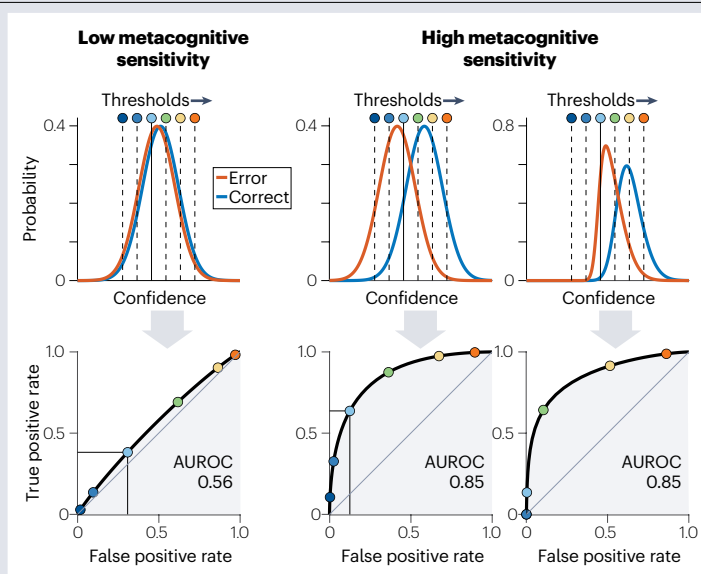 Low metacognitive
sensitivity
High metacognitive
sensitivity
Thresholds→
Thresholds→
Thresholds→
0.4
0.4
0.8
Probability
Error
Correct
0
0
0
Confidence
Confidence
Confidence
1.0
1.0
1.0
True positive rate
0.5
0.5
0.5
AUROC
0.56
AUROC
0.85
AUROC
0.85
0
0
0
0
0.5
1.0
0
0.5
1.0
0
0.5
1.0
False positive rate
False positive rate
False positive rate